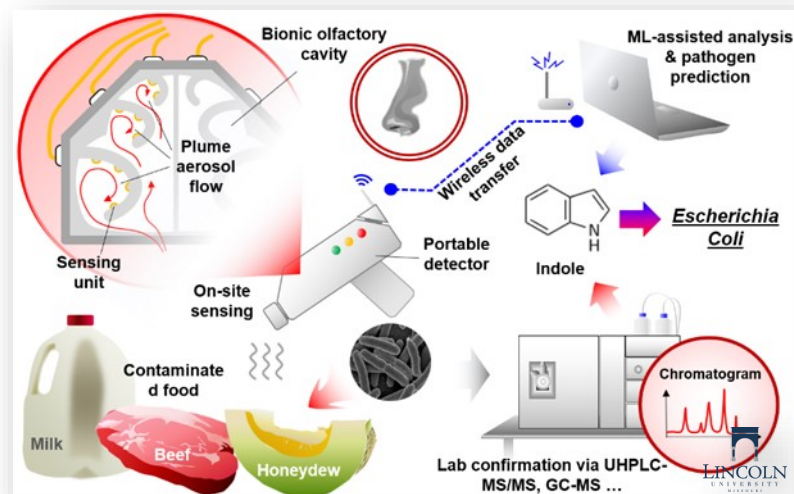 Bionic olfactory
cavity
Plume
aerosol
flow
Sensing
unit
ML-assisted analysis
& pathogen
prediction
Wireless data
transfer
Portable
detector
On-site
sensing
N
H
Indole
Escherichia
Coli
Contaminate
d food
Milk
Beef
Honeydew
Chromatogram
Lab confirmation via UHPLC-
MS/MS, GC-MS ...
LINCOLN
UNIVERSITY
MISSOURI